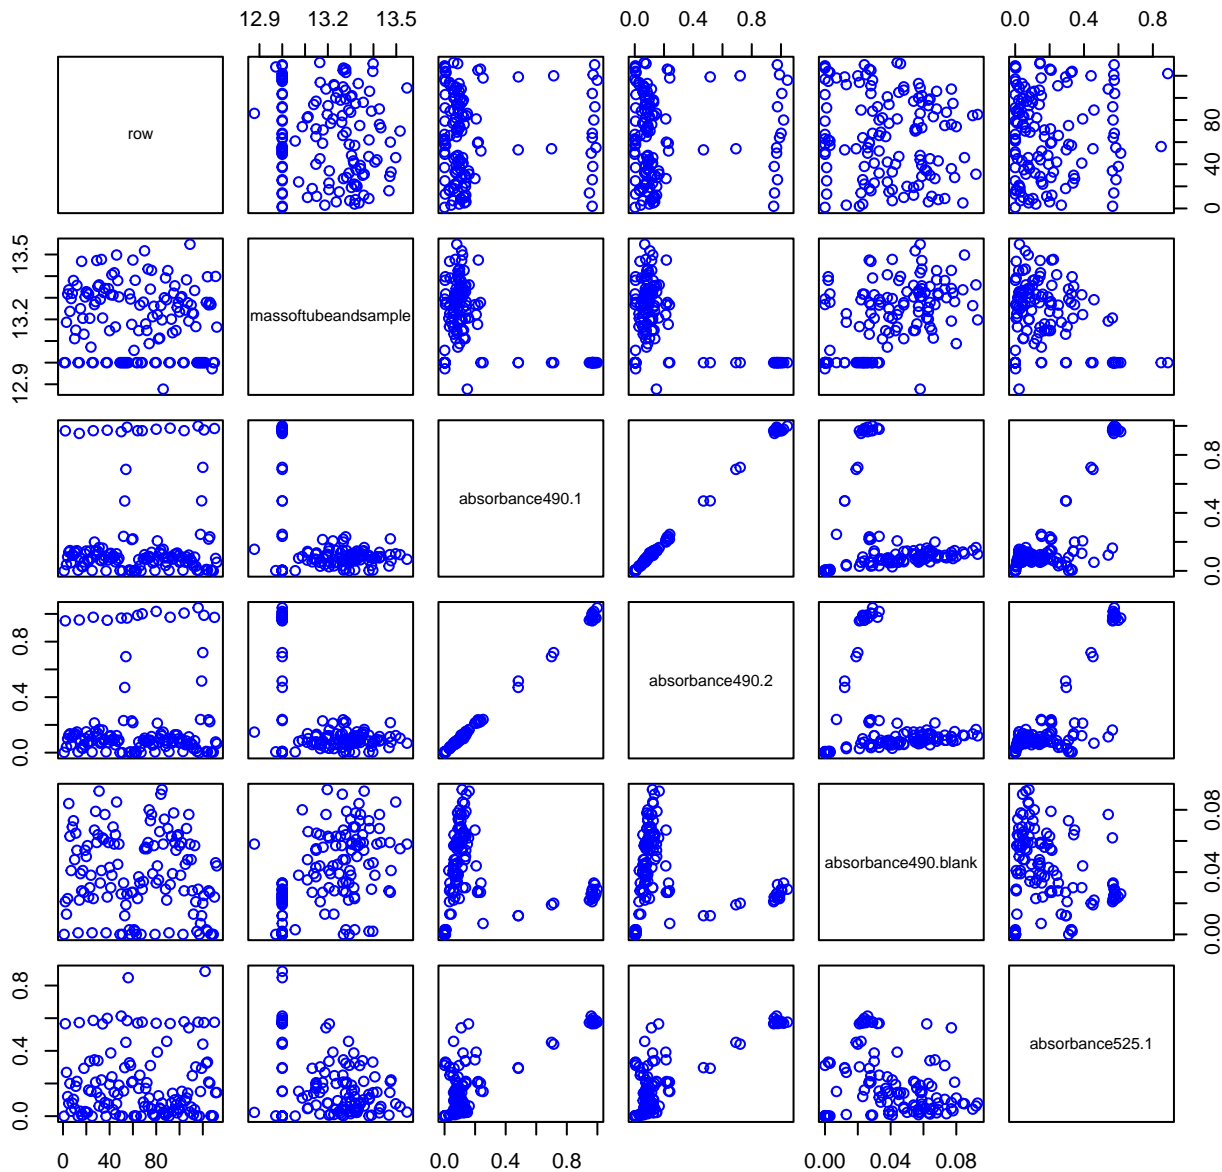 12.9 13.2 13.5 0.0 0.4 0.8 0.0 0.4 0.8
row
0 40 80
12.9 13.2 13.5
massoftubeandsample
absorbance490.1
0.0 0.4 0.8
0.0 0.4 0.8
absorbance490.2
absorbance490.blank
0.00 0.04 0.08
0.0 0.4 0.8
absorbance525.1
0 40 80 0.0 0.4 0.8 0.00 0.04 0.08